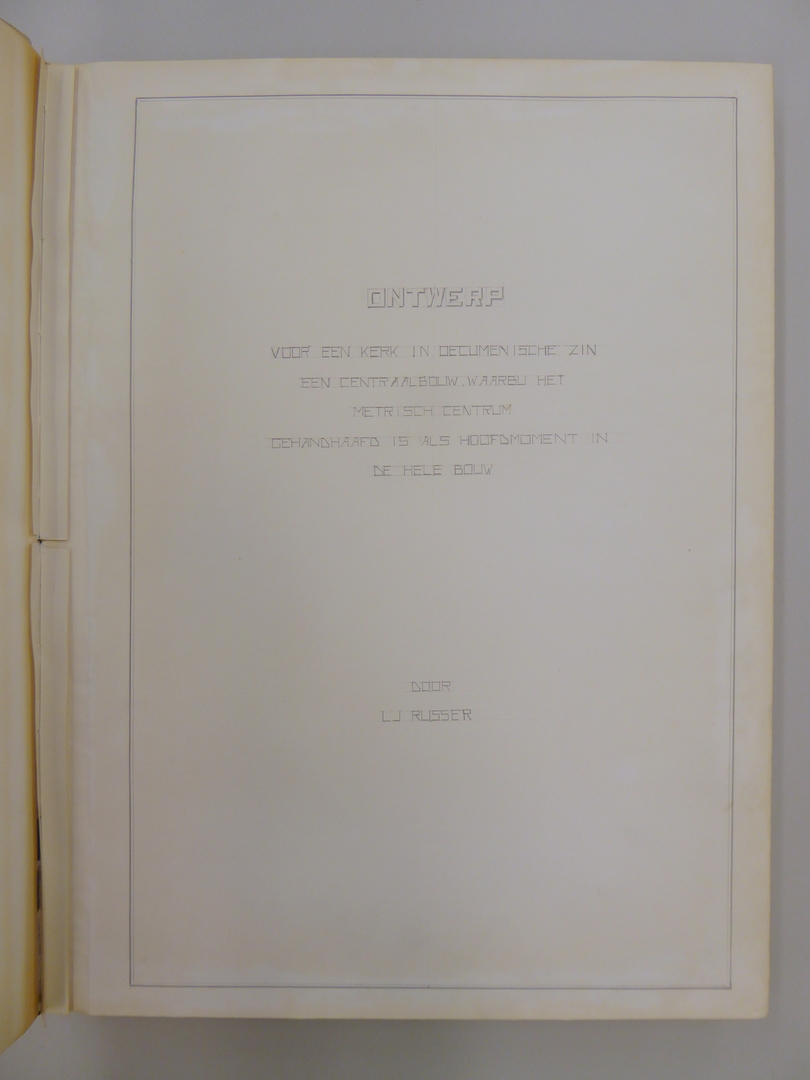 ONTWERP
VOOR EEN KERK IN OECUMENISCHE ZIN
EEN CENTRAALBOUW, WAARBIJ HET
METRISCH CENTRUM
GEHANDHAAFD IS ALS HOOFDMOMENT IN
DE HELE BOUW
DOOR
LJ RUSSER